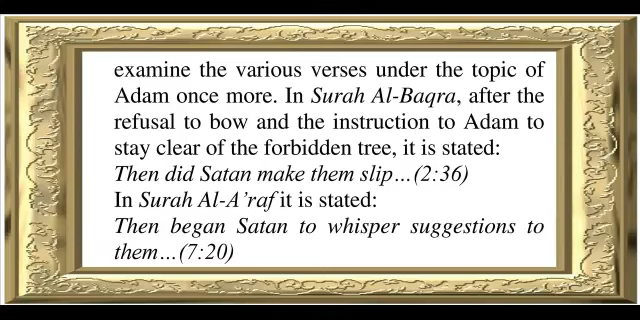 examine the various verses under the topic of
Adam once more. In Surah Al-Baqra, after the
refusal to bow and the instruction to Adam to
stay clear of the forbidden tree, it is stated:
Then did Satan make them slip…(2:36)
In Surah Al-A’raf it is stated:
Then began Satan to whisper suggestions to
them…(7:20)